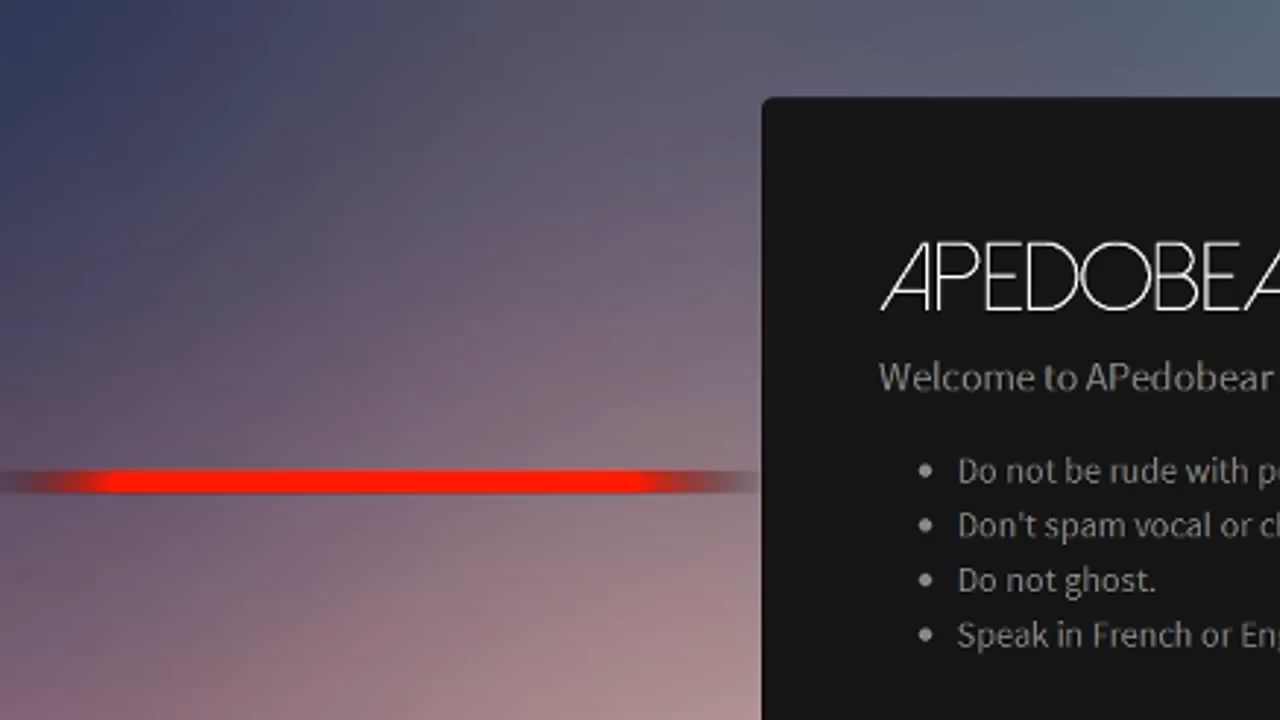 APEDOBEA
Welcome to APedobear
Do not be rude with
Don't spam vocal or
Do not ghost.
Speak in French or